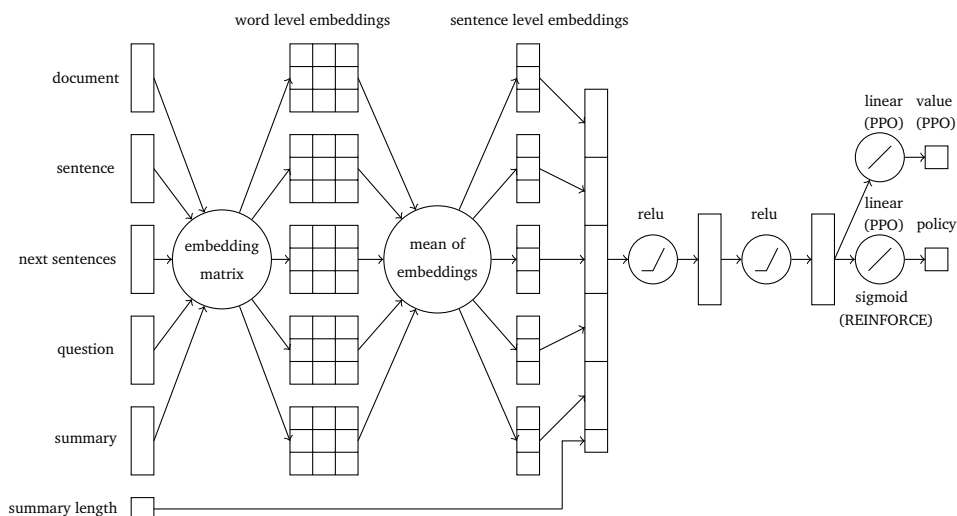 word level embeddings
sentence level embeddings
document
sentence
next sentences
question
summary
summary length
embedding
matrix
mean of
embeddings
relu
relu
linear
(PPO)
value
(PPO)
linear
(PPO)
policy
sigmoid
(REINFORCE)